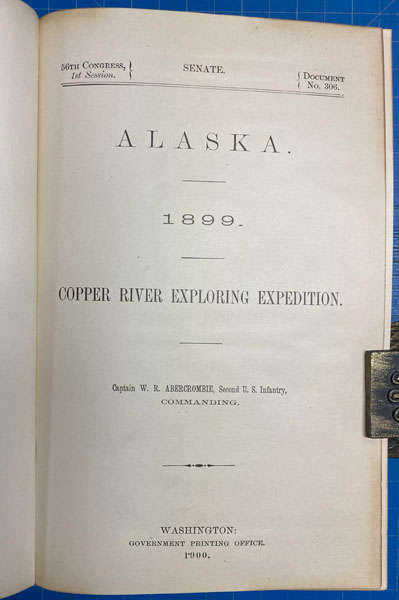 56TH CONGRESS,
1st Session.
SENATE.
DOCUMENT
No. 306.
ALASKA.
1899.
COPPER RIVER EXPLORING EXPEDITION.
Captain W. R. ABERCROMBIE, Second U. S. Infantry,
COMMANDING.
WASHINGTON:
GOVERNMENT PRINTING OFFICE.
1900.